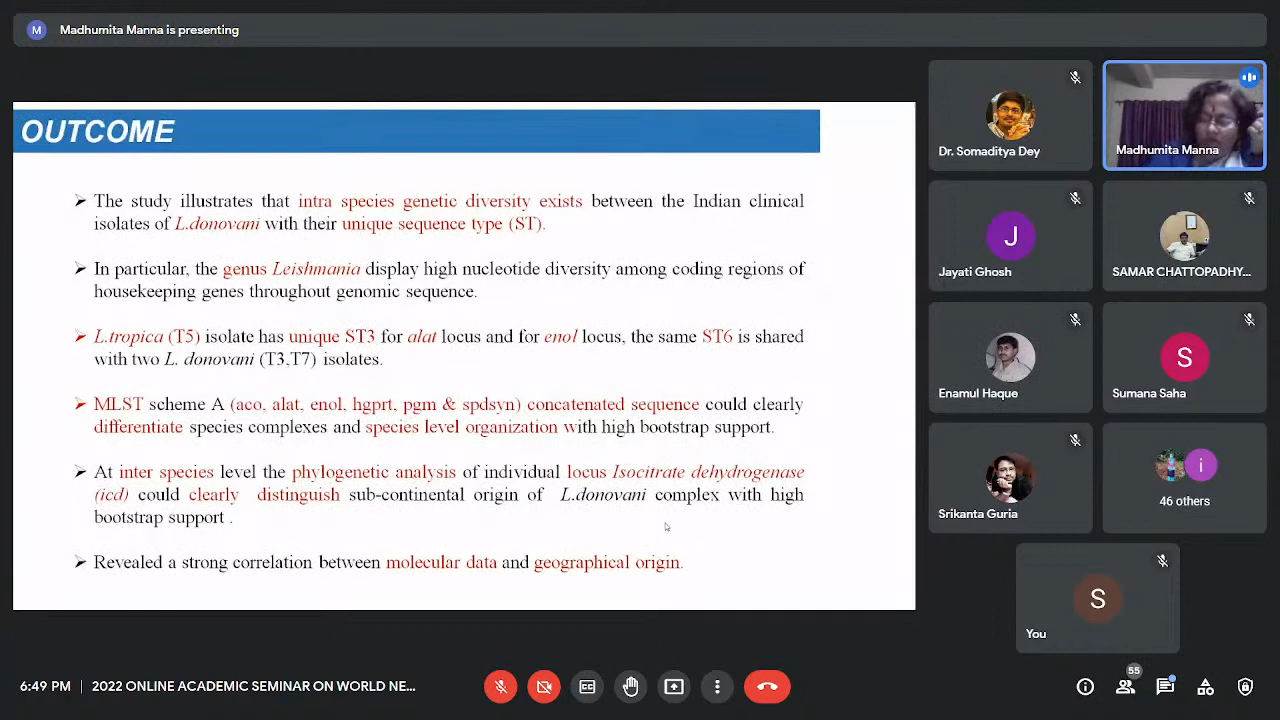 M Madhumita Manna is presenting
OUTCOME
➢ The study illustrates that intra species genetic diversity exists between the Indian clinical
isolates of L.donovani with their unique sequence type (ST).
➢ In particular, the genus Leishmania display high nucleotide diversity among coding regions of
housekeeping genes throughout genomic sequence.
➢ L.tropica (T5) isolate has unique ST3 for alat locus and for enol locus, the same ST6 is shared
with two L. donovani (T3,T7) isolates.
➢ MLST scheme A (aco, alat, enol, hgprt, pgm & spdsyn) concatenated sequence could clearly
differentiate species complexes and species level organization with high bootstrap support.
➢ At inter species level the phylogenetic analysis of individual locus Isocitrate dehydrogenase
(icd) could clearly distinguish sub-continental origin of L.donovani complex with high
bootstrap support .
➢ Revealed a strong correlation between molecular data and geographical origin.
Dr. Somaditya Dey
Madhumita Manna
J
Jayati Ghosh
SAMAR CHATTOPADHY...
Enamul Haque
S
Sumana Saha
Srikanta Guria
i
46 others
S
You
6:49 PM | 2022 ONLINE ACADEMIC SEMINAR ON WORLD NE...
55